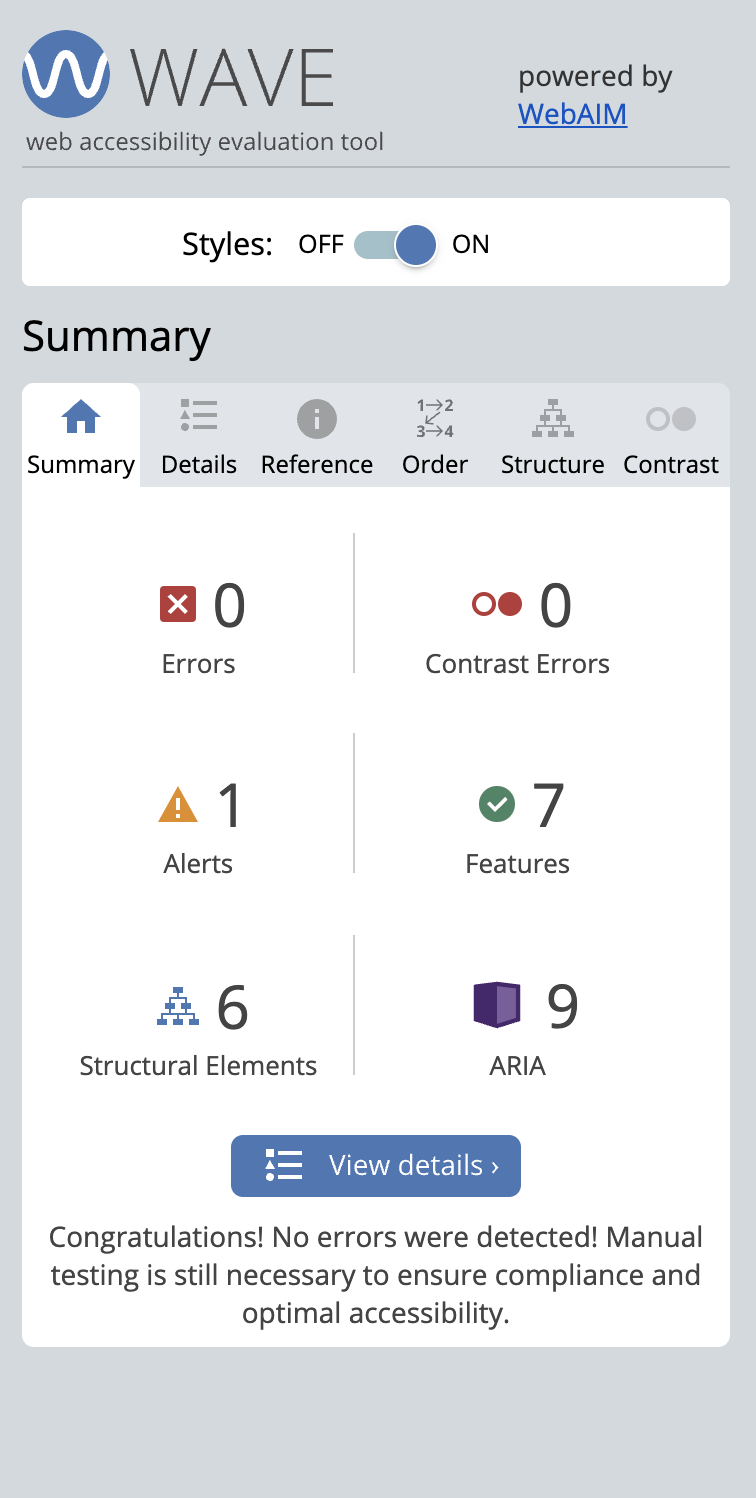 WAVE
web accessibility evaluation tool
powered by
WebAIM
Styles: OFF ON
Summary
Summary
Details
Reference
1→2
3→4
Order
Structure
Contrast
0
Errors
0
Contrast Errors
1
Alerts
7
Features
6
Structural Elements
9
ARIA
View details ›
Congratulations! No errors were detected! Manual
testing is still necessary to ensure compliance and
optimal accessibility.